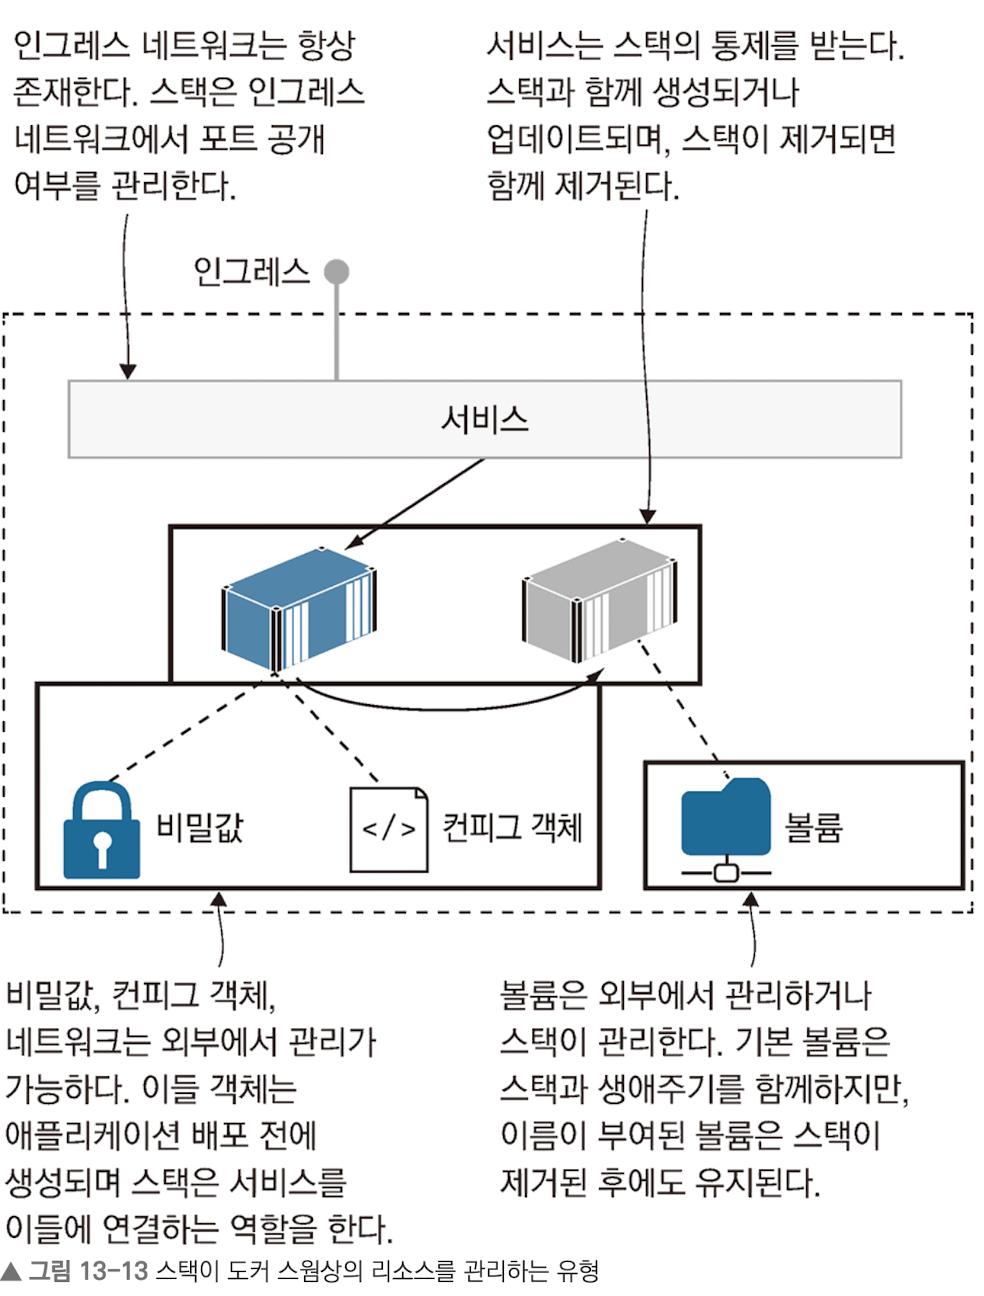 인그레스 네트워크는 항상
존재한다. 스택은 인그레스
네트워크에서 포트 공개
여부를 관리한다.
서비스는 스택의 통제를 받는다.
스택과 함께 생성되거나
업데이트되며, 스택이 제거되면
함께 제거된다.
인그레스
서비스
비밀값
</>
컨피그 객체
볼륨
비밀값, 컨피그 객체,
네트워크는 외부에서 관리가
가능하다. 이들 객체는
애플리케이션 배포 전에
생성되며 스택은 서비스를
이들에 연결하는 역할을 한다.
볼륨은 외부에서 관리하거나
스택이 관리한다. 기본 볼륨은
스택과 생애주기를 함께하지만,
이름이 부여된 볼륨은 스택이
제거된 후에도 유지된다.
▲ 그림 13-13 스택이 도커 스웜상의 리소스를 관리하는 유형